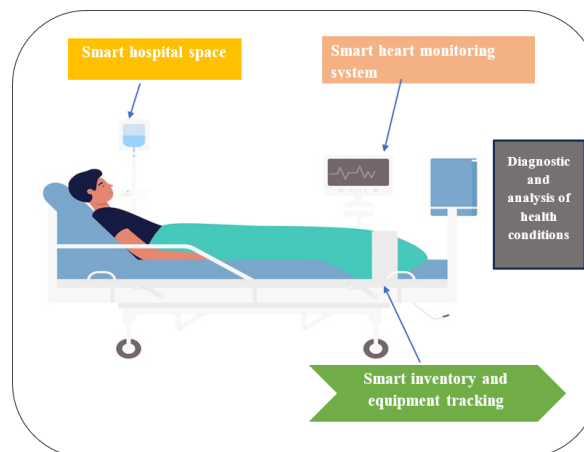 Smart hospital space
Smart heart monitoring
system
Diagnostic
and
analysis of
health
conditions
Smart inventory and
equipment tracking